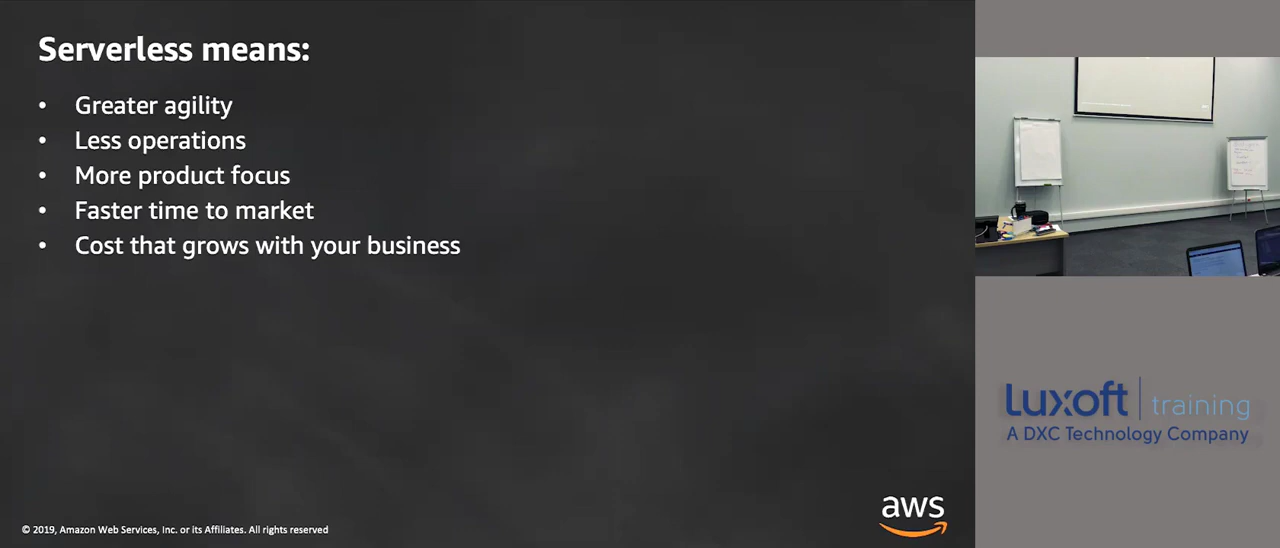 Serverless means:
• Greater agility
• Less operations
• More product focus
• Faster time to market
• Cost that grows with your business
© 2019, Amazon Web Services, Inc. or its Affiliates. All rights reserved
aws
Luxoft training
A DXC Technology Company